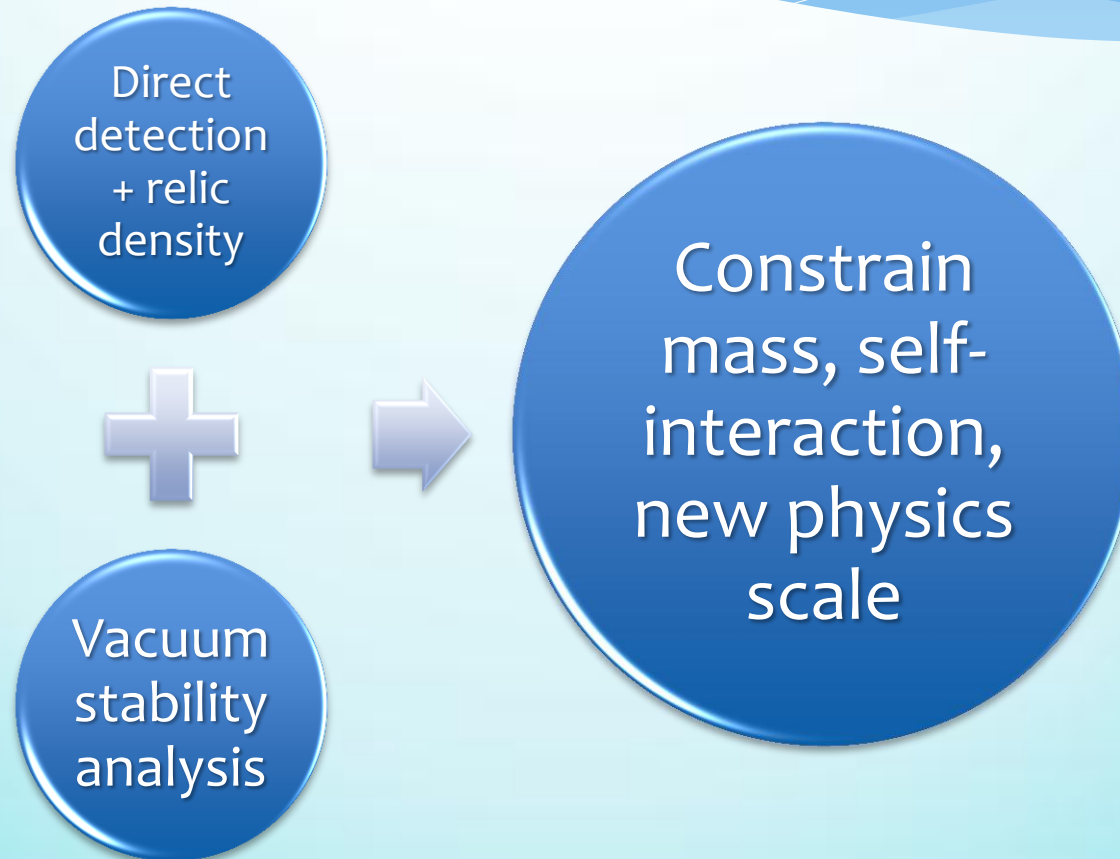 Direct
detection
+ relic
density
Vacuum
stability
analysis
Constrain
mass, self-
interaction,
new physics
scale